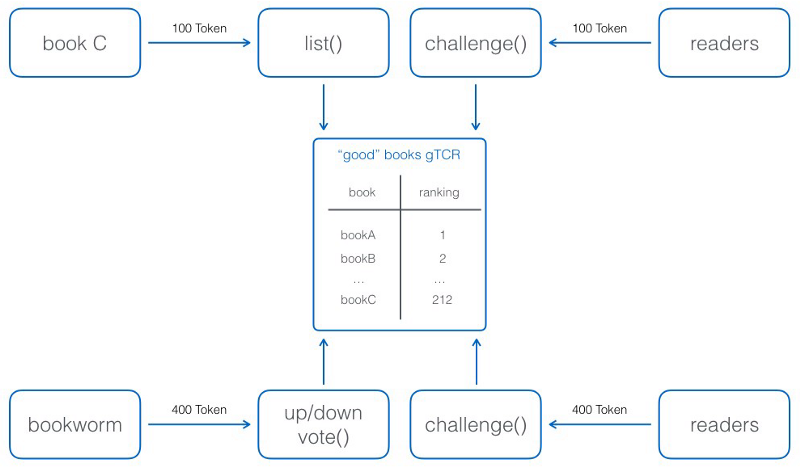 book C
100 Token
list()
challenge()
100 Token
readers
“good” books gTCR
book ranking
bookA 1
bookB 2
... ...
bookC 212
bookworm
400 Token
up/down
vote()
challenge()
400 Token
readers